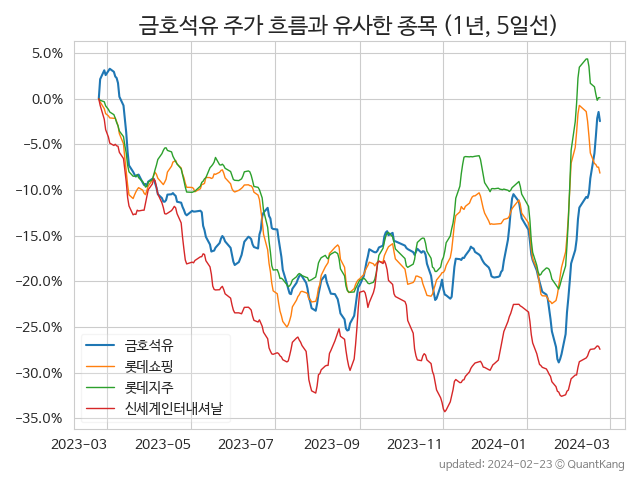 금호석유 주가 흐름과 유사한 종목 (1년, 5일선)
5.0%
0.0%
−5.0%
−10.0%
−15.0%
−20.0%
−25.0%
−30.0%
−35.0%
금호석유
롯데쇼핑
롯데지주
신세계인터내셔날
2023-03 2023-05 2023-07 2023-09 2023-11 2024-01 2024-03
updated: 2024-02-23 © QuantKang